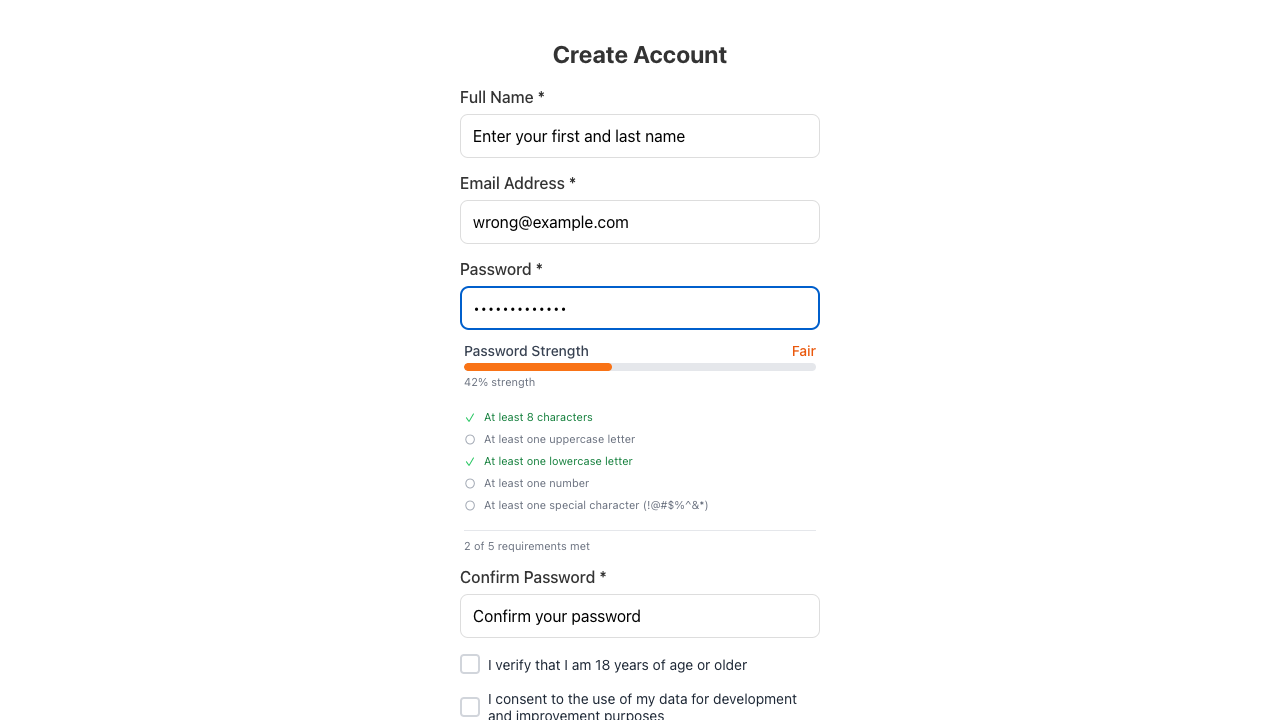 Create Account
Full Name *
Enter your first and last name
Email Address *
wrong@example.com
Password *
•••••••••••••
Password Strength Fair
42% strength
✓ At least 8 characters
○ At least one uppercase letter
✓ At least one lowercase letter
○ At least one number
○ At least one special character (!@#$%^&*)
2 of 5 requirements met
Confirm Password *
Confirm your password
I verify that I am 18 years of age or older
I consent to the use of my data for development
and improvement purposes